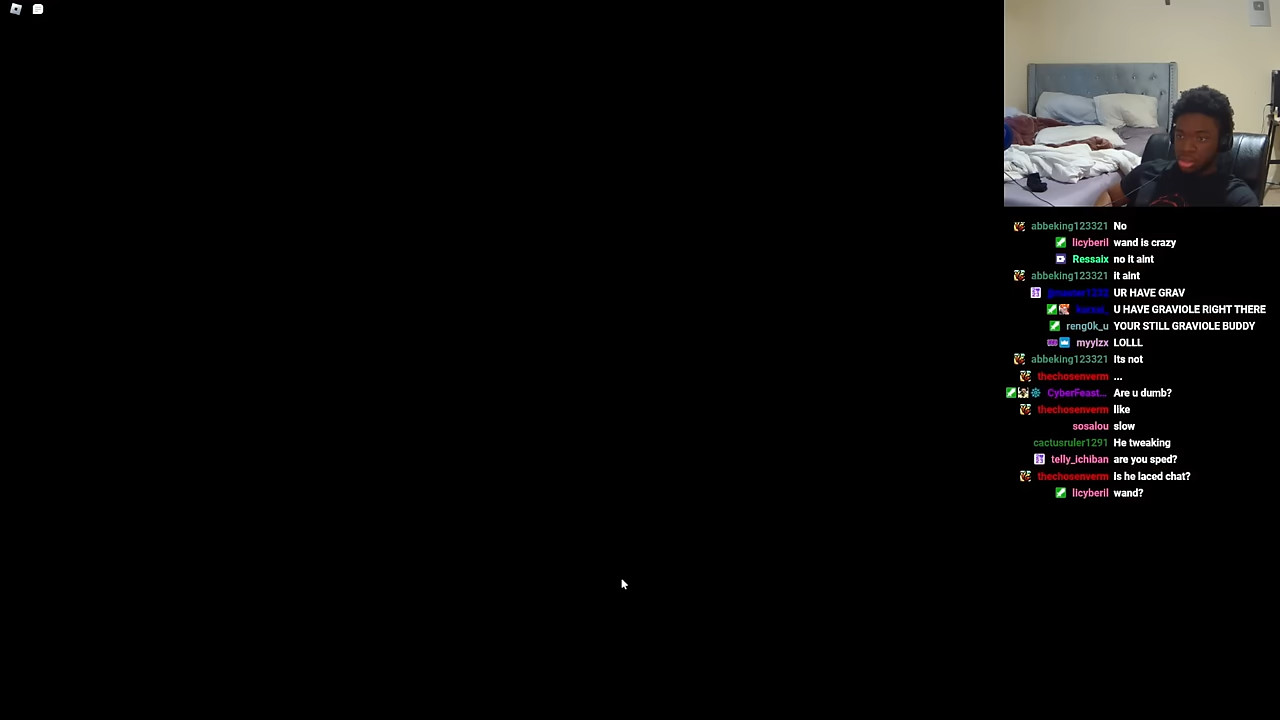 abbeking123321 No
licyberil wand is crazy
Ressaix no it aint
abbeking123321 it aint
UR HAVE GRAV
U HAVE GRAVIOLE RIGHT THERE
reng0k_u YOUR STILL GRAVIOLE BUDDY
myylzx LOLLL
abbeking123321 Its not
thechosenverm ...
CyberFeast... Are u dumb?
thechosenverm like
sosalou slow
cactusruler1291 He tweaking
telly_ichiban are you sped?
thechosenverm Is he laced chat?
licyberil wand?